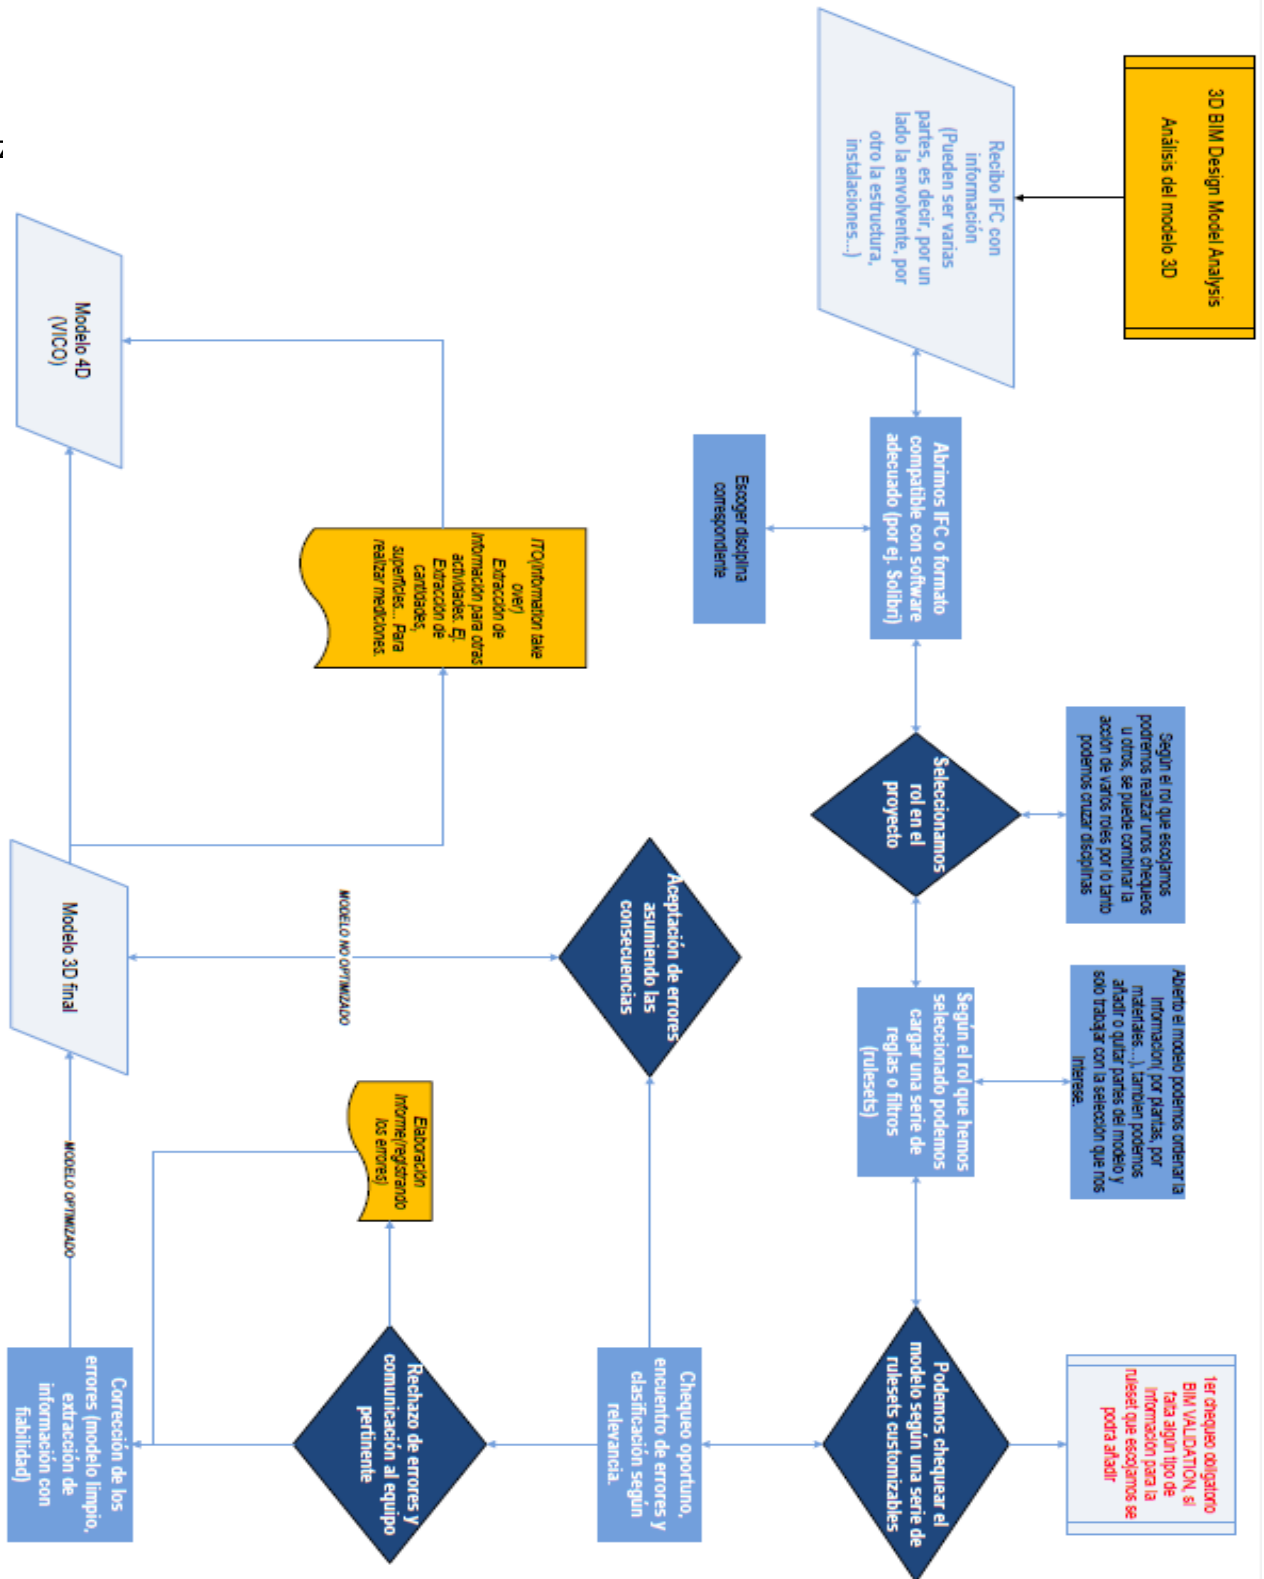 3D BIM Design Model Analysis
Análisis del modelo 3D
Recibo IFC con
información
(Pueden ser varias
partes, es decir, por un
lado la envolvente, por
otro la estructura,
instalaciones...)
Abrimos IFC o formato
compatible con software
adecuado (por ej. Solibri)
Escoger disciplina
correspondiente
Según el rol que escojamos
podremos realizar unos chequeos
u otros, se puede combinar la
acción de varios roles por lo tanto
podemos cruzar disciplinas
Seleccionamos
rol en el
proyecto
Abierto el modelo podemos ordenar la
Informacion( por plantas, por
materiales...), tambien podemos
añadir o quitar partes del modelo y
solo trabajar con la selección que nos
interese.
Según el rol que hemos
seleccionado podemos
cargar una serie de
reglas o filtros
(rulesets)
1er chequeo obligatorio
BIM VALIDATION, si
falta algún tipo de
información para la
ruleset que escojamos se
podra añadir
Podemos chequear el
modelo según una serie de
rulesets customizables
Chequeo oportuno,
encuentro de errores y
clasificación según
relevancia.
Aceptación de errores
asumiendo las
consecuencias
Rechazo de errores y
comunicación al equipo
pertinente
Elaboración
Informe(registrando
los errores)
Corrección de los
errores (modelo limpio,
extracción de
información con
fiabilidad)
MODELO NO OPTIMIZADO
MODELO OPTIMIZADO
Modelo 3D final
ITO(Information take
over)
Extracción de
Información para otras
actividades. Ej.
Extracción de
cantidades,
superficies... Para
realizar mediciones.
Modelo 4D
(VICO)